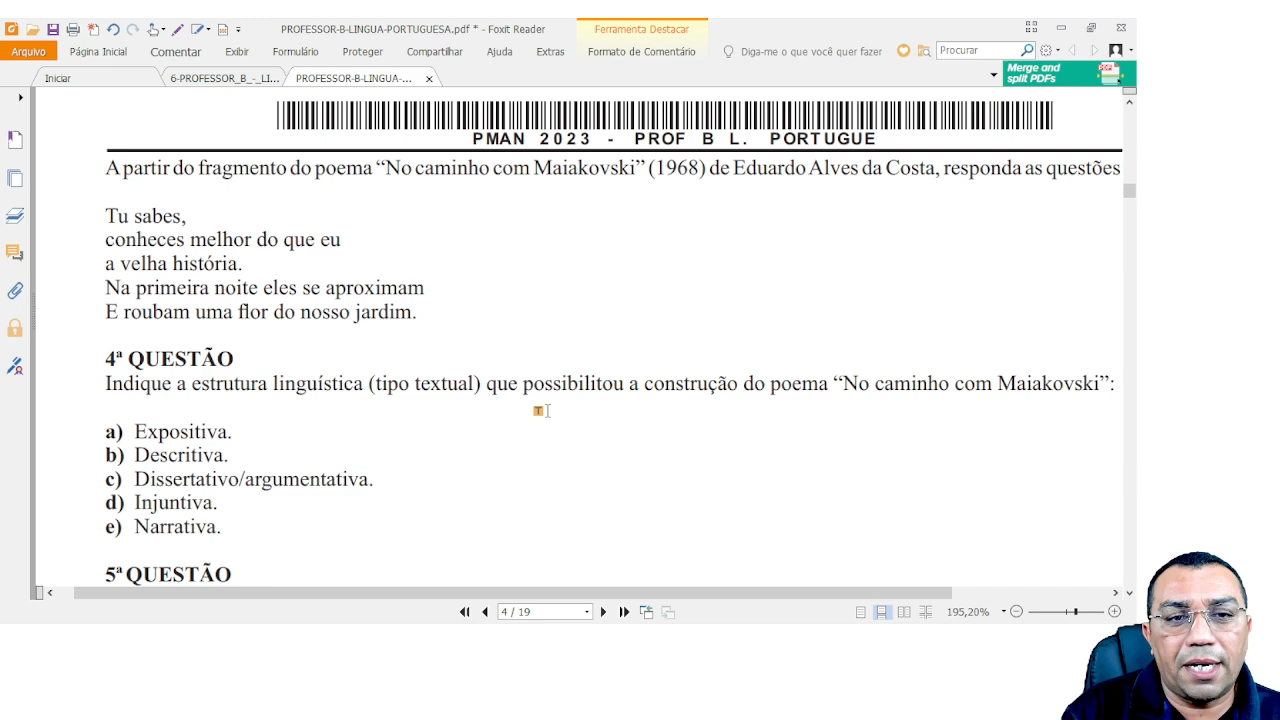 PROFESSOR-B-LINGUA-PORTUGUESA.pdf * - Foxit Reader
Ferramenta Destacar
Arquivo Página Inicial Comentar Exibir Formulário Proteger Compartilhar Ajuda Extras Formato de Comentário Diga-me o que você quer fazer Procurar
Iniciar 6-PROFESSOR_B_-_LI... PROFESSOR-B-LINGUA-... Merge and
split PDFs
PMAN 2023 - PROF B L. PORTUGUE
A partir do fragmento do poema “No caminho com Maiakovski” (1968) de Eduardo Alves da Costa, responda as questões
Tu sabes,
conheces melhor do que eu
a velha história.
Na primeira noite eles se aproximam
E roubam uma flor do nosso jardim.
4ª QUESTÃO
Indique a estrutura linguística (tipo textual) que possibilitou a construção do poema “No caminho com Maiakovski”:
a) Expositiva.
b) Descritiva.
c) Dissertativo/argumentativa.
d) Injuntiva.
e) Narrativa.
5ª QUESTÃO
4 / 19 195,20%